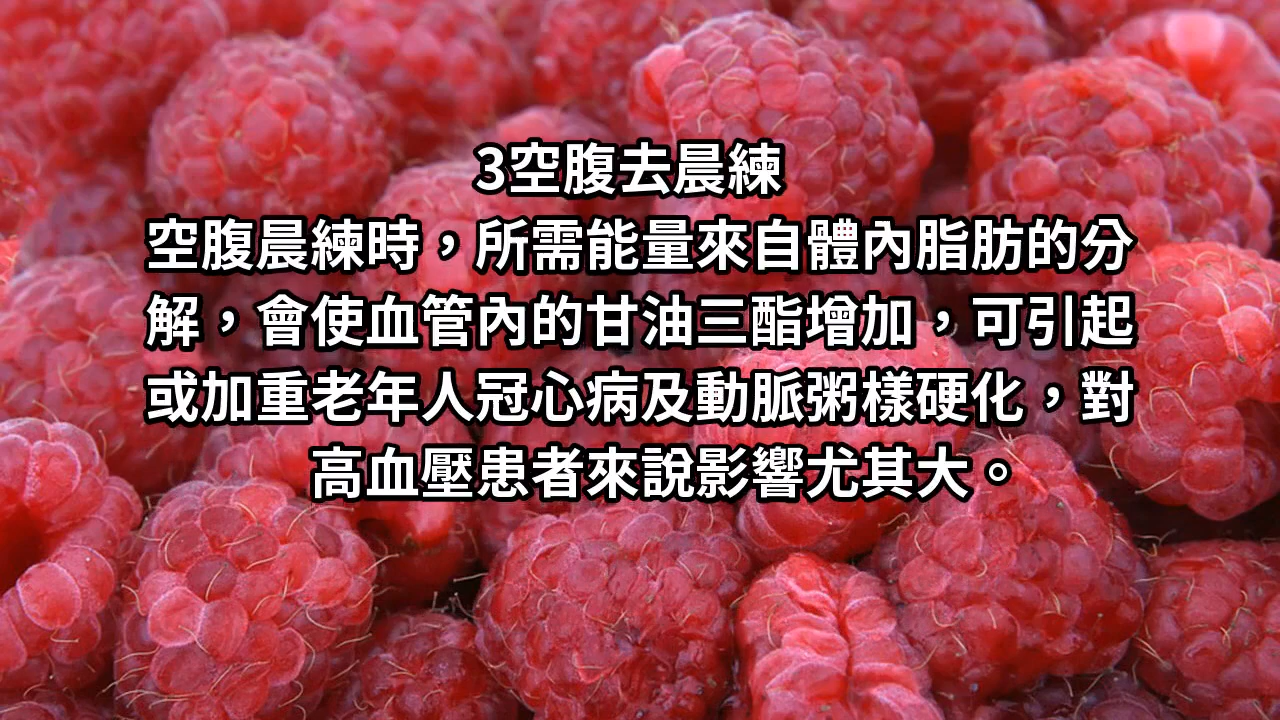 3空腹去晨練
空腹晨練時，所需能量來自體內脂肪的分
解，會使血管內的甘油三酯增加，可引起
或加重老年人冠心病及動脈粥樣硬化，對
高血壓患者來說影響尤其大。